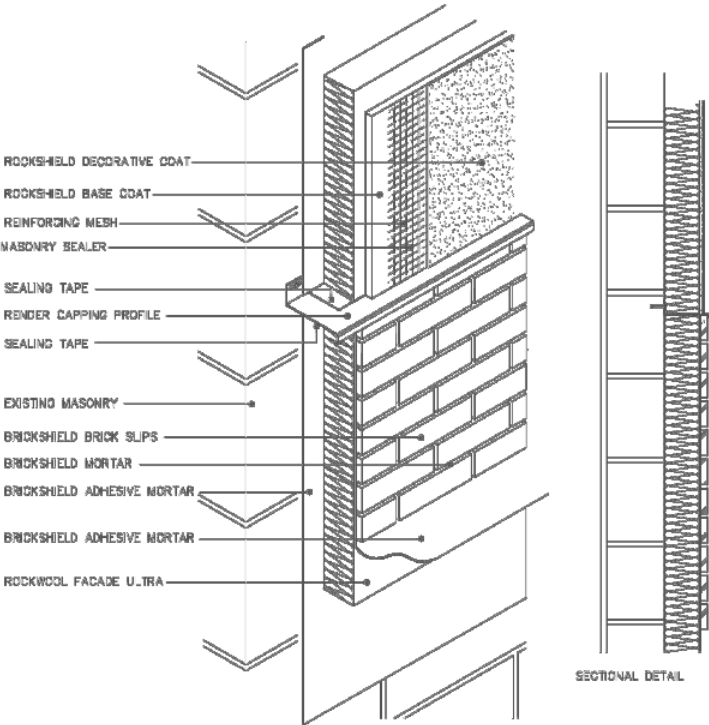 ROCKSHIELD DECORATIVE COAT
ROCKSHIELD BASE COAT
REINFORCING MESH
MASONRY SEALER
SEALING TAPE
RENDER CAPPING PROFILE
SEALING TAPE
EXISTING MASONRY
BRICKSHIELD BRICK SLIPS
BRICKSHIELD MORTAR
BRICKSHIELD ADHESIVE MORTAR
BRICKSHIELD ADHESIVE MORTAR
ROCKWOOL FACADE ULTRA
SECTIONAL DETAIL